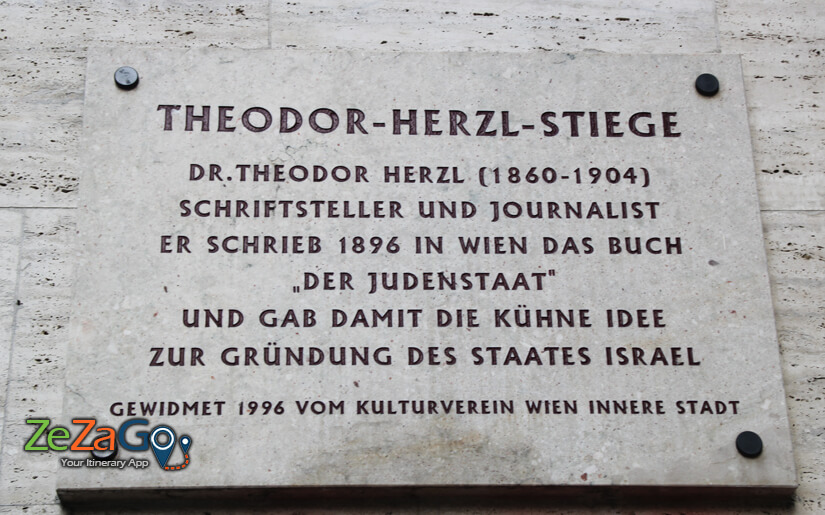 THEODOR-HERZL-STIEGE
DR.THEODOR HERZL (1860-1904)
SCHRIFTSTELLER UND JOURNALIST
ER SCHRIEB 1896 IN WIEN DAS BUCH
„DER JUDENSTAAT"
UND GAB DAMIT DIE KÜHNE IDEE
ZUR GRÜNDUNG DES STAATES ISRAEL
GEWIDMET 1996 VOM KULTURVEREIN WIEN INNERE STADT
ZeZaGo
Your Itinerary App